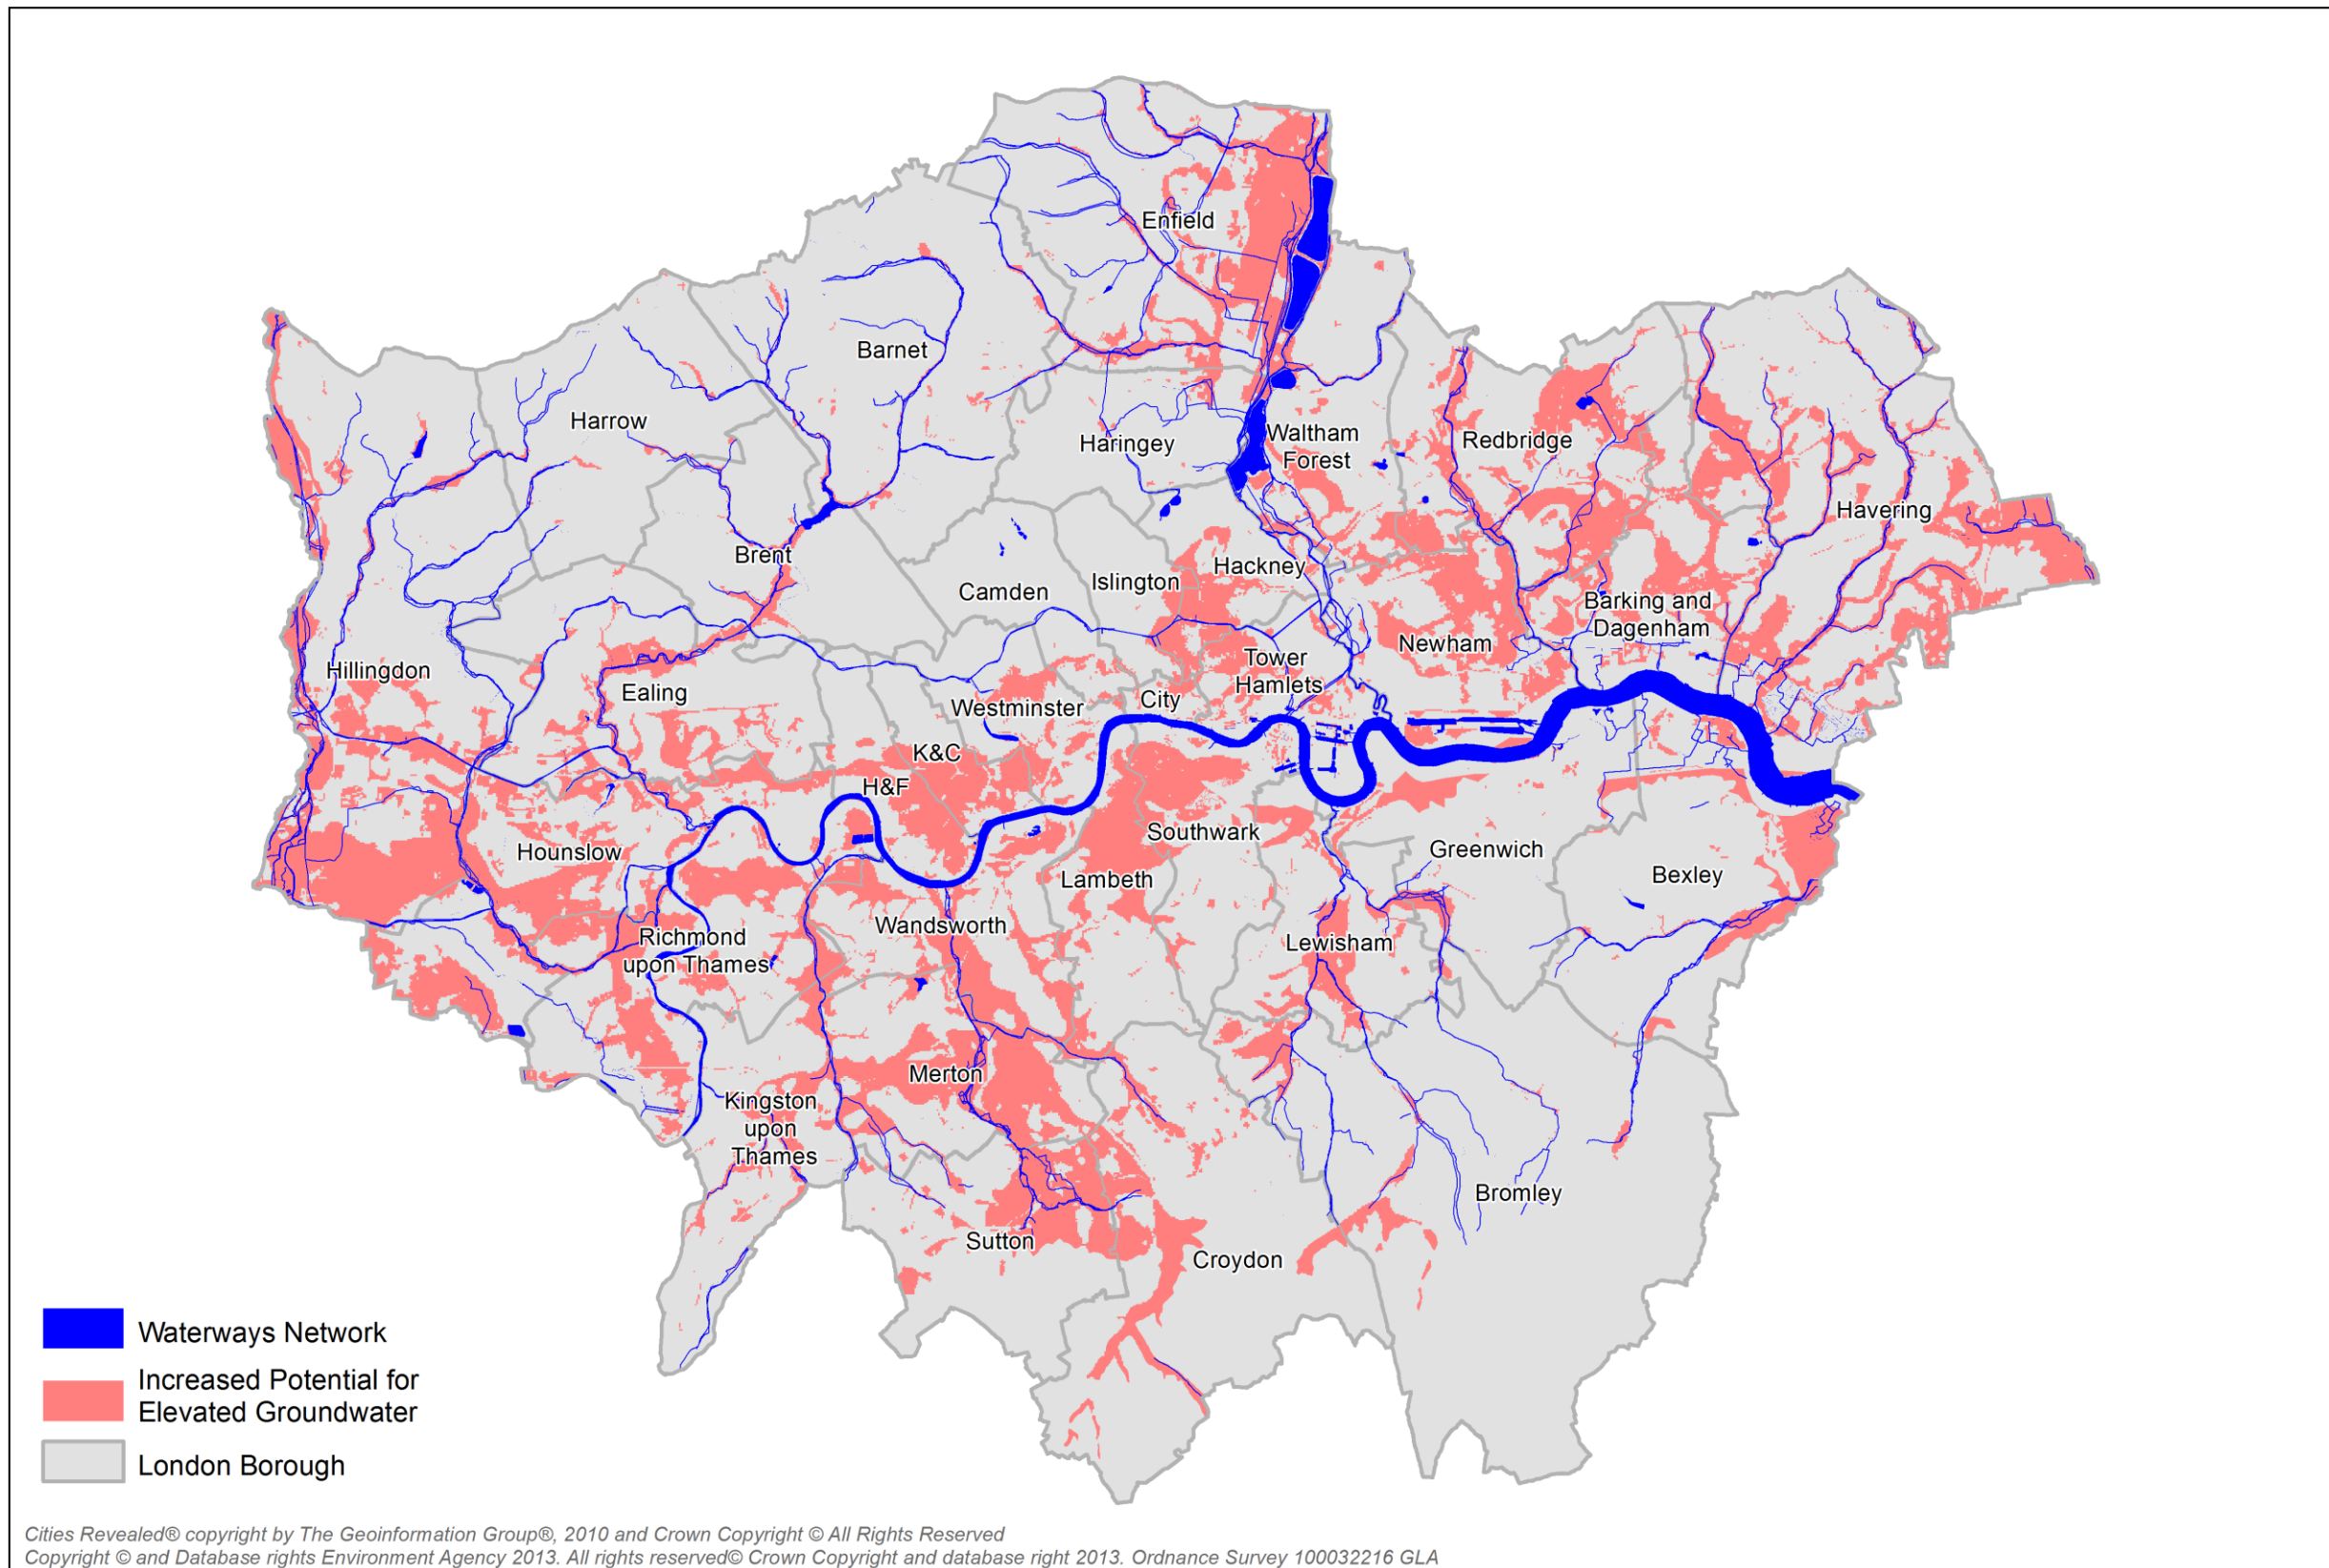 Enfield
Barnet
Harrow
Haringey
Waltham
Forest
Redbridge
Havering
Brent
Camden
Islington
Hackney
Barking and
Dagenham
Hillingdon
Ealing
Newham
Tower
Hamlets
Westminster
City
K&C
H&F
Hounslow
Southwark
Greenwich
Bexley
Lambeth
Richmond
upon Thames
Wandsworth
Lewisham
Merton
Kingston
upon
Thames
Bromley
Sutton
Croydon
Waterways Network
Increased Potential for
Elevated Groundwater
London Borough
Cities Revealed® copyright by The Geoinformation Group®, 2010 and Crown Copyright © All Rights Reserved
Copyright © and Database rights Environment Agency 2013. All rights reserved© Crown Copyright and database right 2013. Ordnance Survey 100032216 GLA